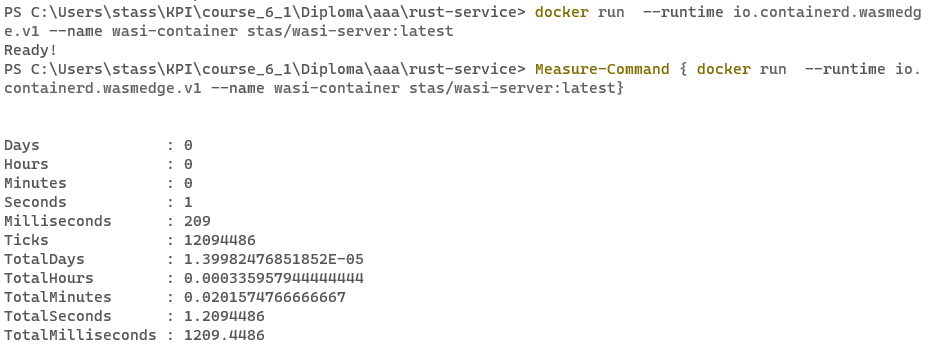 PS C:\Users\stass\KPI\course_6_1\Diploma\aaa\rust-service> docker run  --runtime io.containerd.wasmedg
e.v1 --name wasi-container stas/wasi-server:latest
Ready!
PS C:\Users\stass\KPI\course_6_1\Diploma\aaa\rust-service> Measure-Command { docker run  --runtime io.
containerd.wasmedge.v1 --name wasi-container stas/wasi-server:latest}
Days              : 0
Hours             : 0
Minutes           : 0
Seconds           : 1
Milliseconds      : 209
Ticks             : 12094486
TotalDays         : 1.39982476851852E-05
TotalHours        : 0.000335957944444444
TotalMinutes      : 0.0201574766666667
TotalSeconds      : 1.2094486
TotalMilliseconds : 1209.4486